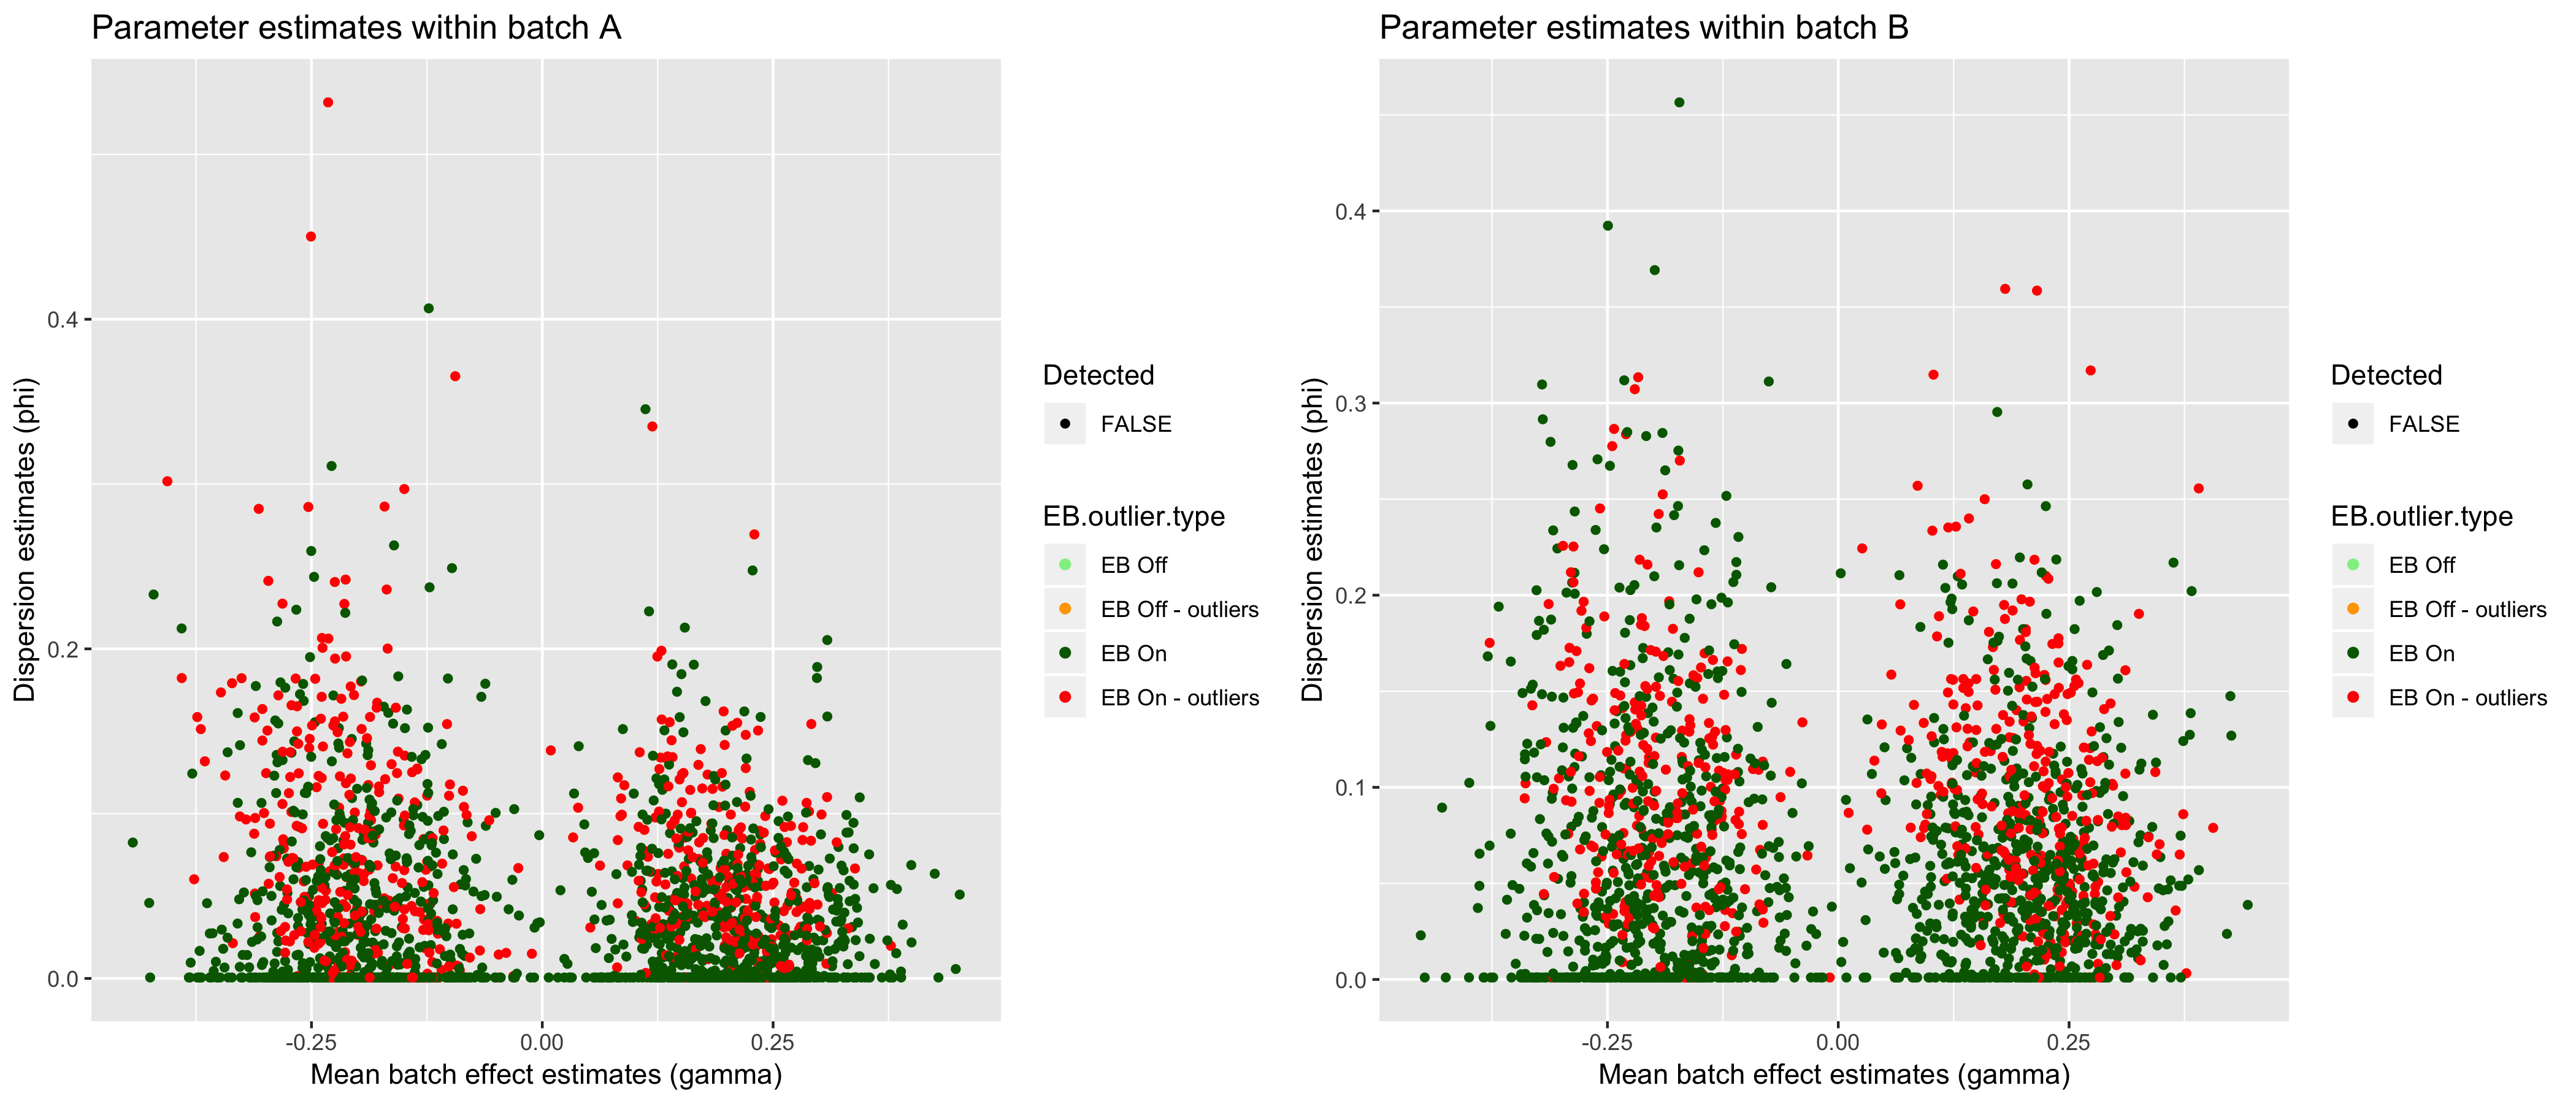 Parameter estimates within batch A
Dispersion estimates (phi)
0.4
0.2
0.0
-0.25
0.00
0.25
Mean batch effect estimates (gamma)
Detected
FALSE
EB.outlier.type
EB Off
EB Off - outliers
EB On
EB On - outliers
Parameter estimates within batch B
Dispersion estimates (phi)
0.4
0.3
0.2
0.1
0.0
-0.25
0.00
0.25
Mean batch effect estimates (gamma)
Detected
FALSE
EB.outlier.type
EB Off
EB Off - outliers
EB On
EB On - outliers